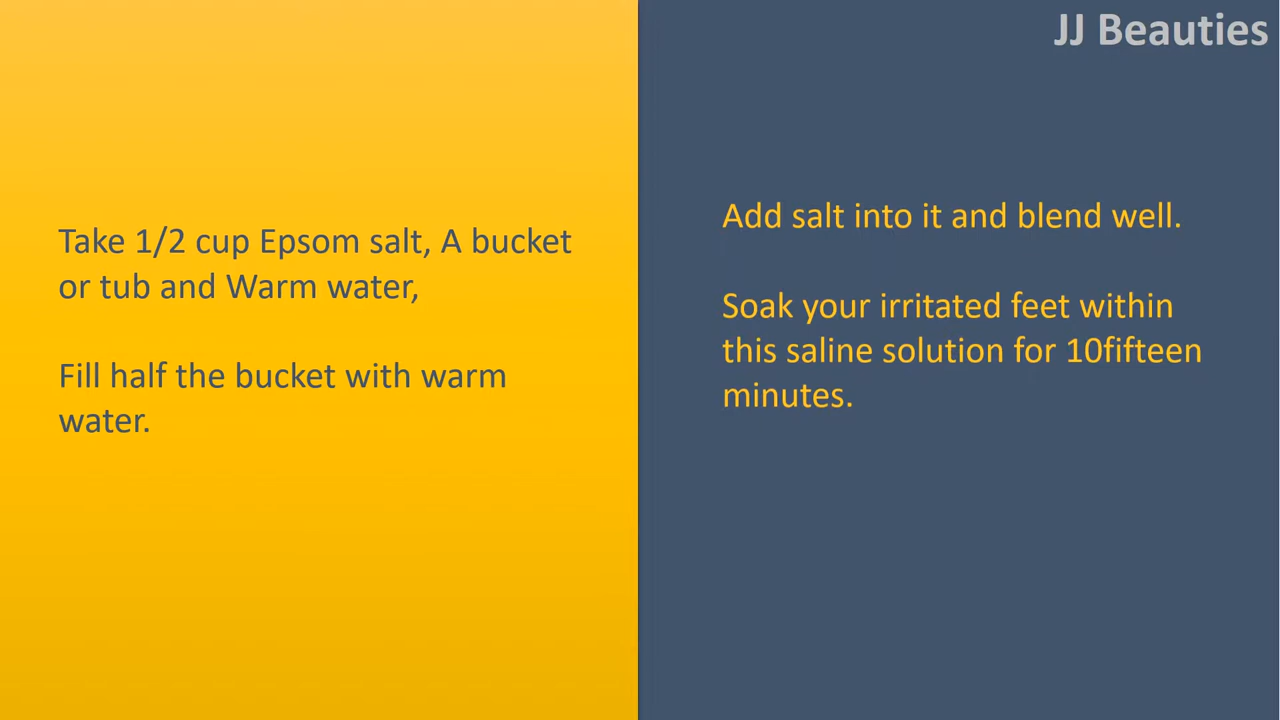 JJ Beauties
Take 1/2 cup Epsom salt, A bucket
or tub and Warm water,
Fill half the bucket with warm
water.
Add salt into it and blend well.
Soak your irritated feet within
this saline solution for 10fifteen
minutes.